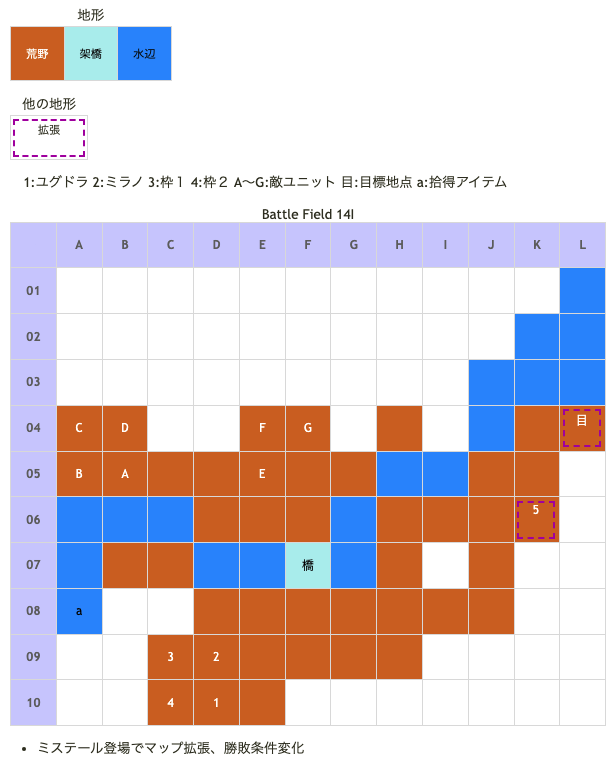 地形
荒野 架橋 水辺
他の地形
拡張
1:ユグドラ 2:ミラノ 3:枠１ 4:枠２ A～G:敵ユニット 目:目標地点 a:拾得アイテム
Battle Field 14I
A B C D E F G H I J K L
01
02
03
04 C D F G 目
05 B A E
06 5
07 橋
08 a
09 3 2
10 4 1
• ミステール登場でマップ拡張、勝敗条件変化